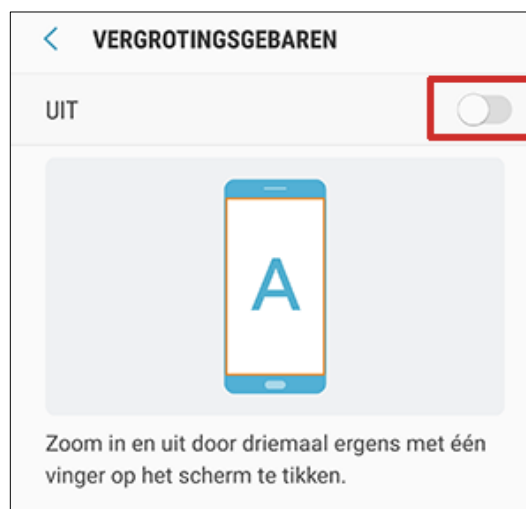 VERGROTINGSGEBAREN
UIT
A
Zoom in en uit door driemaal ergens met één
vinger op het scherm te tikken.